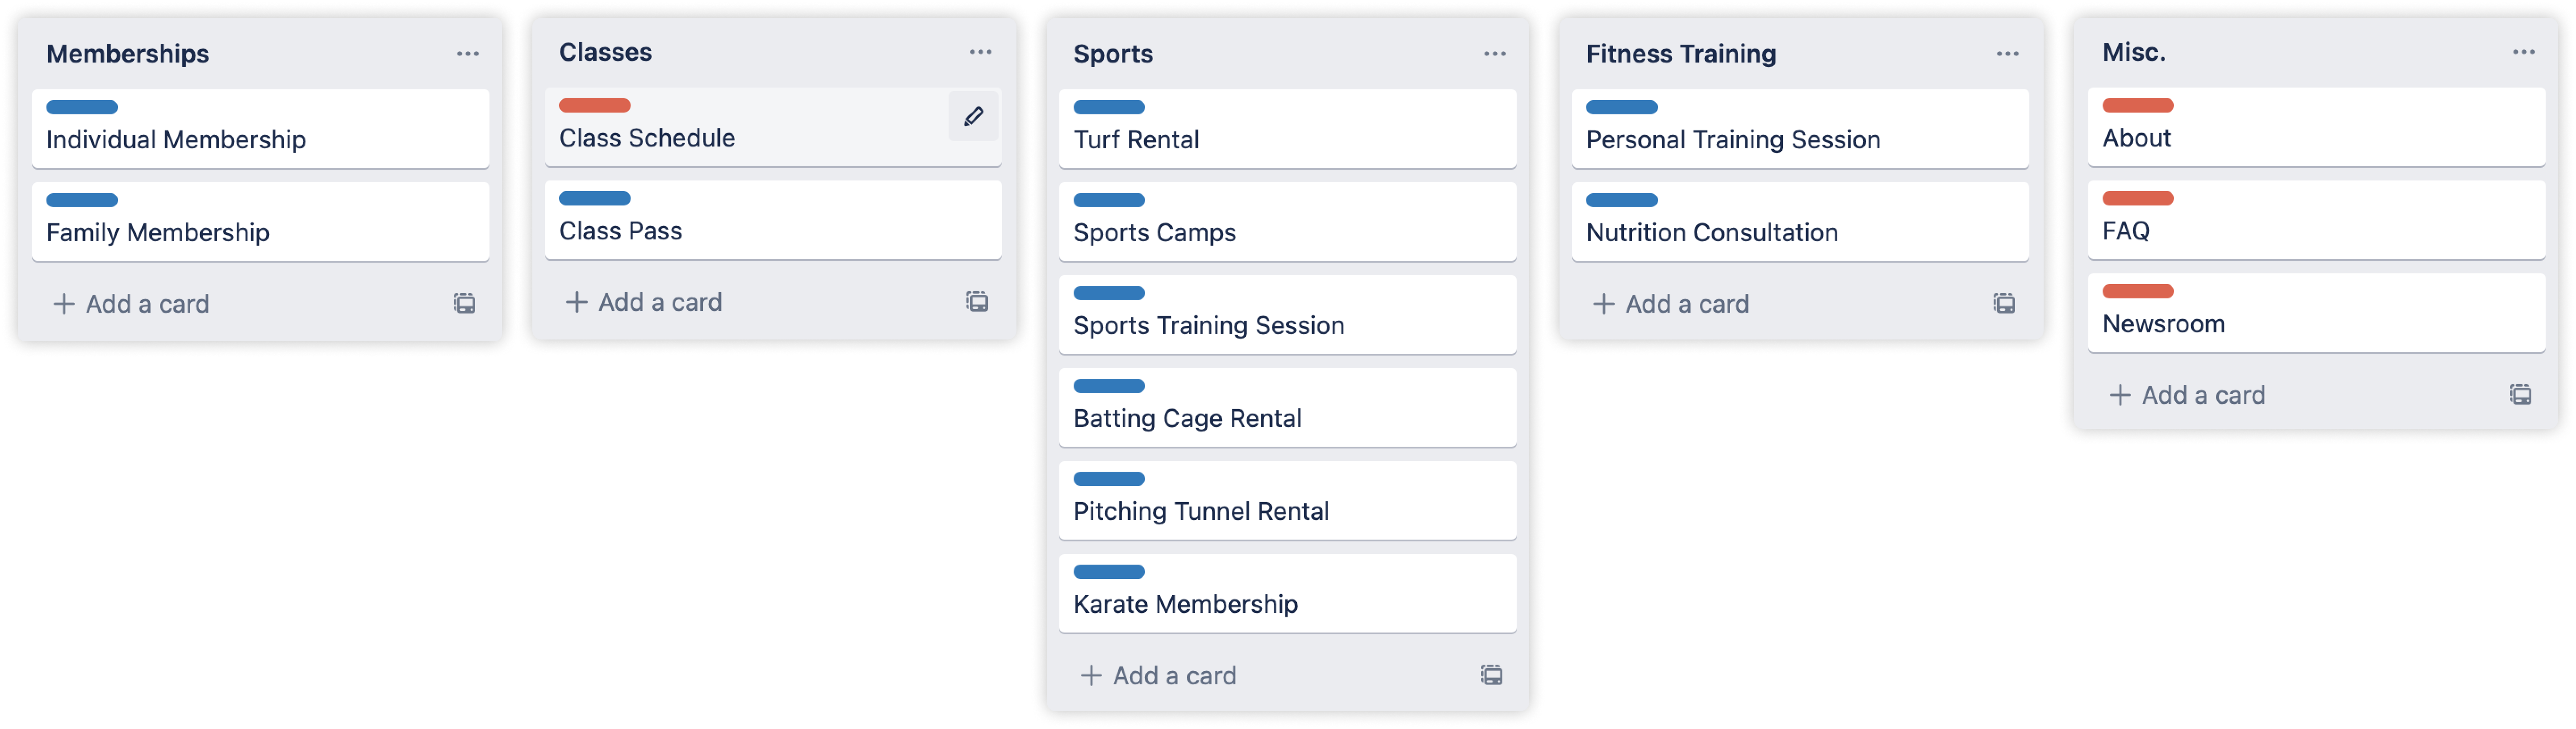 Memberships
Individual Membership
Family Membership
+ Add a card
Classes
Class Schedule
Class Pass
+ Add a card
Sports
Turf Rental
Sports Camps
Sports Training Session
Batting Cage Rental
Pitching Tunnel Rental
Karate Membership
+ Add a card
Fitness Training
Personal Training Session
Nutrition Consultation
+ Add a card
Misc.
About
FAQ
Newsroom
+ Add a card